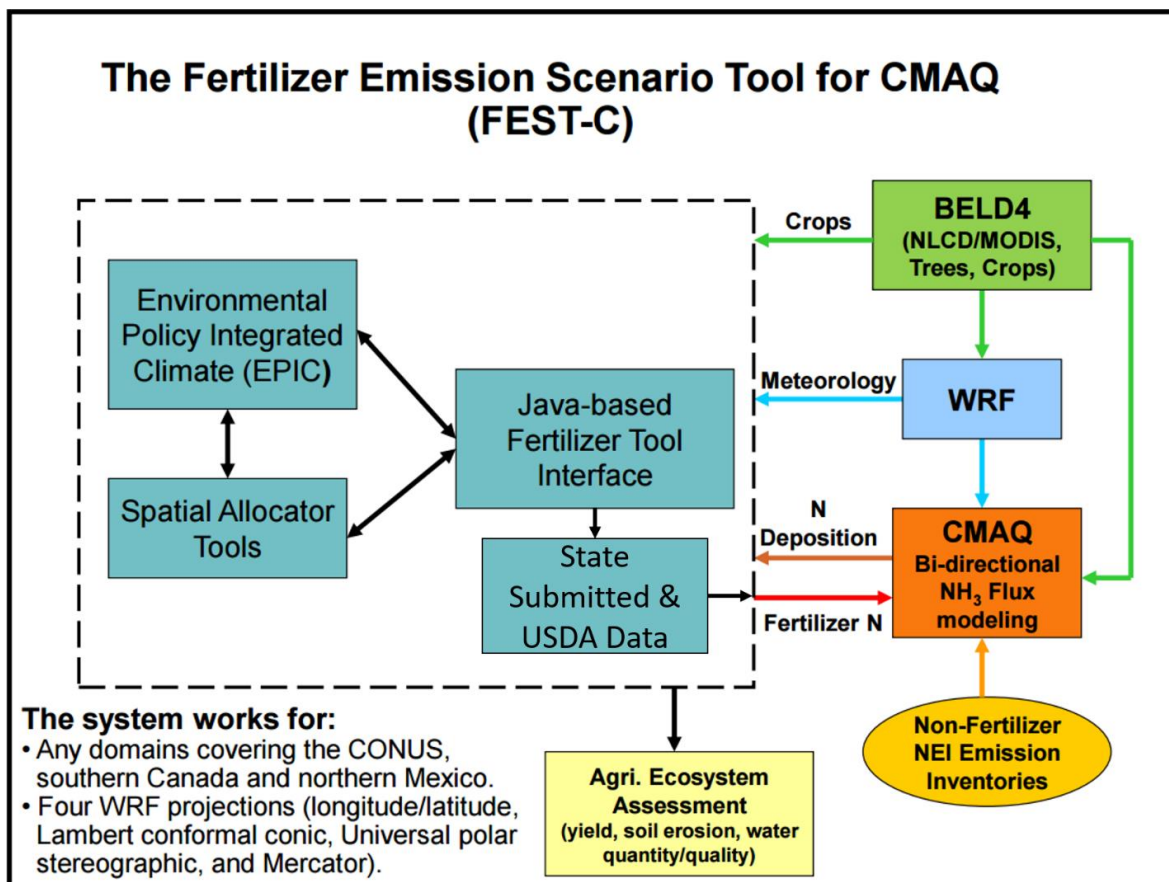 The Fertilizer Emission Scenario Tool for CMAQ
(FEST-C)
Environmental
Policy Integrated
Climate (EPIC)
Spatial Allocator
Tools
Java-based
Fertilizer Tool
Interface
State
Submitted &
USDA Data
Crops
Meteorology
N
Deposition
Fertilizer N
BELD4
(NLCD/MODIS,
Trees, Crops)
WRF
CMAQ
Bi-directional
NH₃ Flux
modeling
Non-Fertilizer
NEI Emission
Inventories
Agri. Ecosystem
Assessment
(yield, soil erosion, water
quantity/quality)
The system works for:
• Any domains covering the CONUS,
southern Canada and northern Mexico.
• Four WRF projections (longitude/latitude,
Lambert conformal conic, Universal polar
stereographic, and Mercator).